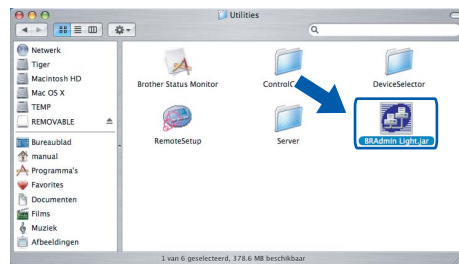 Utilities
Netwerk
Tiger
Macintosh HD
Mac OS X
TEMP
REMOVABLE
Bureaublad
manual
Programma's
Favorites
Documenten
Films
Muziek
Afbeeldingen
Brother Status Monitor
DeviceSelector
RemoteSetup
Server
BRAdmin Light.jar
1 van 6 geselecteerd, 378.6 MB beschikbaar